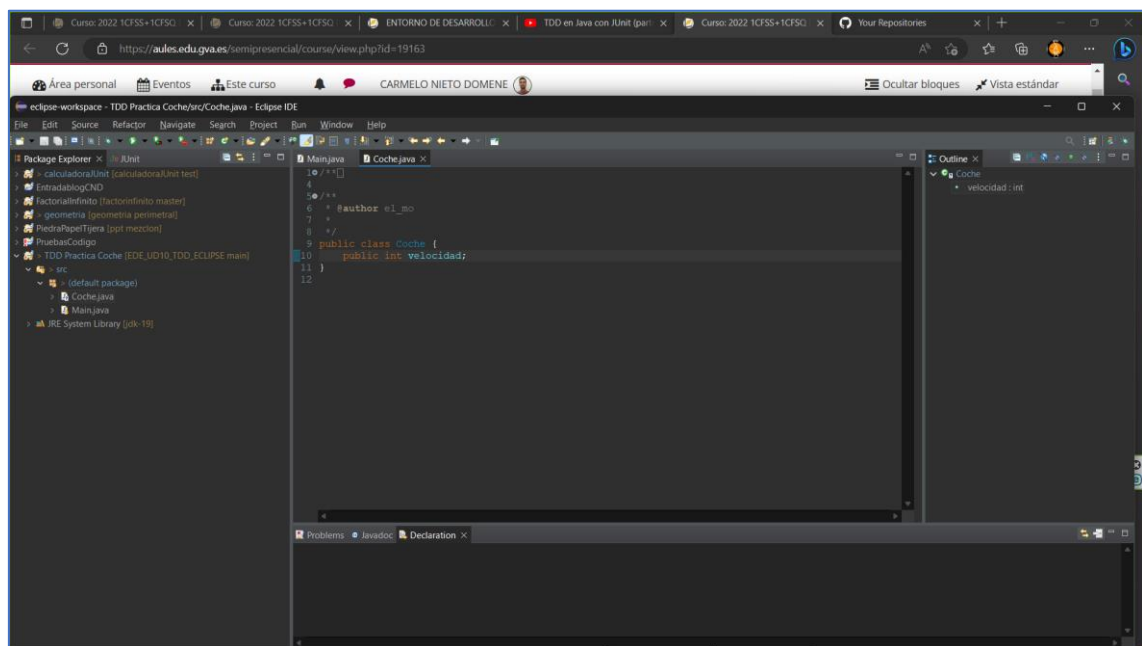 Curso: 2022 1CFSS+1CFSQ
Curso: 2022 1CFSS+1CFSQ
ENTORNO DE DESARROLLO
TDD en Java con JUnit (part
Curso: 2022 1CFSS+1CFSQ
Your Repositories
https://aules.edu.gva.es/semipresencial/course/view.php?id=19163
Área personal
Eventos
Este curso
CARMELO NIETO DOMENE
Ocultar bloques
Vista estándar
eclipse-workspace - TDD Practica Coche/src/Coche.java - Eclipse IDE
File Edit Source Refactor Navigate Search Project Run Window Help
Package Explorer
JUnit
> calculadoraJUnit [calculadoraJUnit test]
EntradablogCND
FactorialInfinito [factorinfinito master]
> geometria [geometria perimetral]
PiedraPapelTijera [ppt mezclon]
PruebasCodigo
> TDD Practica Coche [EDE_UD10_TDD_ECLIPSE main]
> src
> (default package)
Coche.java
Main.java
JRE System Library [jdk-19]
Main.java
Coche.java
1 /**
4
5 /**
6 * @author el_mo
7 *
8 */
9 public class Coche {
10 public int velocidad;
11 }
12
Outline
Coche
velocidad : int
Problems
Javadoc
Declaration